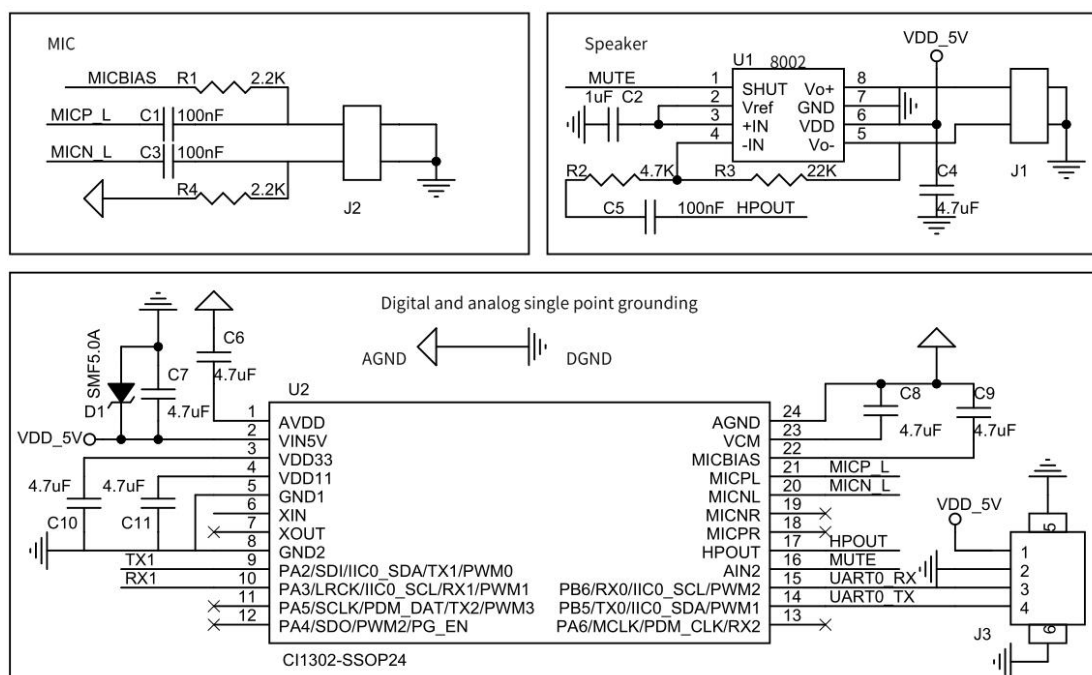 MIC
MICBIAS R1 2.2K
MICP_L C1 100nF
MICN_L C3 100nF
R4 2.2K
J2
Speaker
VDD_5V
U1 8002
MUTE 1 SHUT Vo+ 8
1uF C2 2 Vref GND 7
3 +IN VDD 6
4 -IN Vo- 5
R2 4.7K R3 22K C4 J1
C5 100nF HPOUT 4.7uF
Digital and analog single point grounding
AGND DGND
SMF5.0A
D1
C7
4.7uF
C6
4.7uF
VDD_5V
4.7uF 4.7uF
C10 C11
U2
1 AVDD
2 VIN5V
3 VDD33
4 VDD11
5 GND1
6 XIN
7 XOUT
8 GND2
TX1 9 PA2/SDI/IIC0_SDA/TX1/PWM0
RX1 10 PA3/LRCK/IIC0_SCL/RX1/PWM1
11 PA5/SCLK/PDM_DAT/TX2/PWM3
12 PA4/SDO/PWM2/PG_EN
AGND 24
VCM 23
MICBIAS 22
MICPL 21 MICP_L
MICNL 20 MICN_L
MICNR 19
MICPR 18
HPOUT 17 HPOUT
AIN2 16 MUTE
PB6/RX0/IIC0_SCL/PWM2 15 UART0_RX
PB5/TX0/IIC0_SDA/PWM1 14 UART0_TX
PA6/MCLK/PDM_CLK/RX2 13
CI1302-SSOP24
C8 C9
4.7uF 4.7uF
VDD_5V
5
1
2
3
4
6
J3